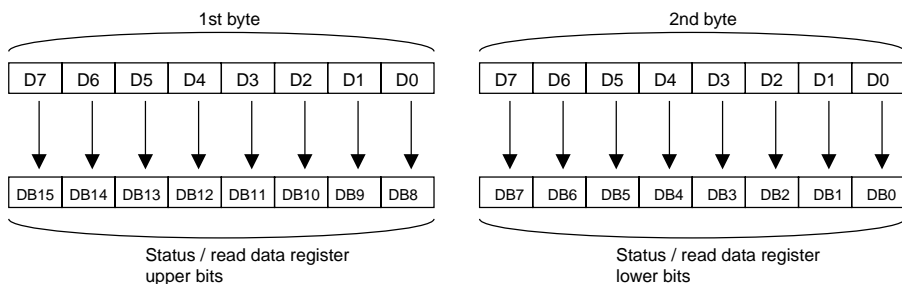 1st byte
2nd byte
D7 D6 D5 D4 D3 D2 D1 D0
D7 D6 D5 D4 D3 D2 D1 D0
DB15 DB14 DB13 DB12 DB11 DB10 DB9 DB8
DB7 DB6 DB5 DB4 DB3 DB2 DB1 DB0
Status / read data register
upper bits
Status / read data register
lower bits